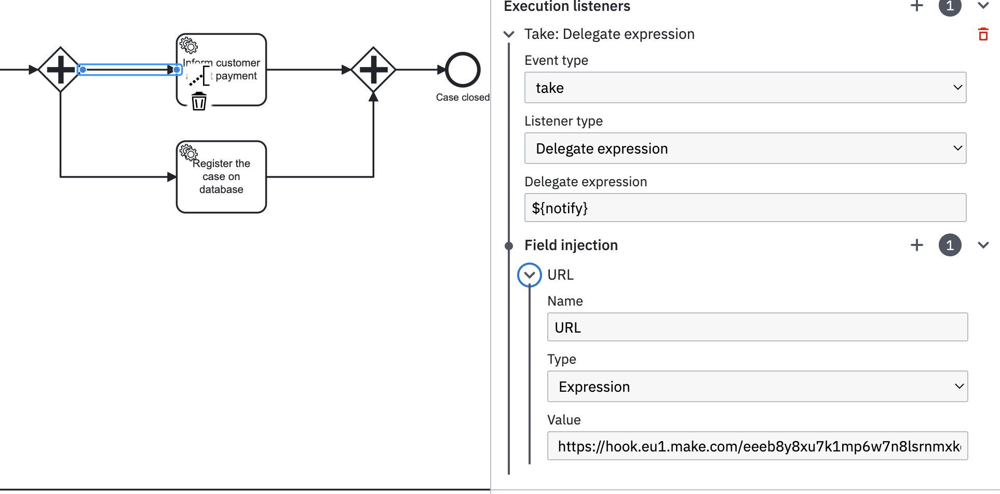 Inform customer
t payment
Case closed
Register the
case on
database
Execution listeners
1
Take: Delegate expression
Event type
take
Listener type
Delegate expression
Delegate expression
${notify}
Field injection
1
URL
Name
URL
Type
Expression
Value
https://hook.eu1.make.com/eeeb8y8xu7k1mp6w7n8lsrnmxk